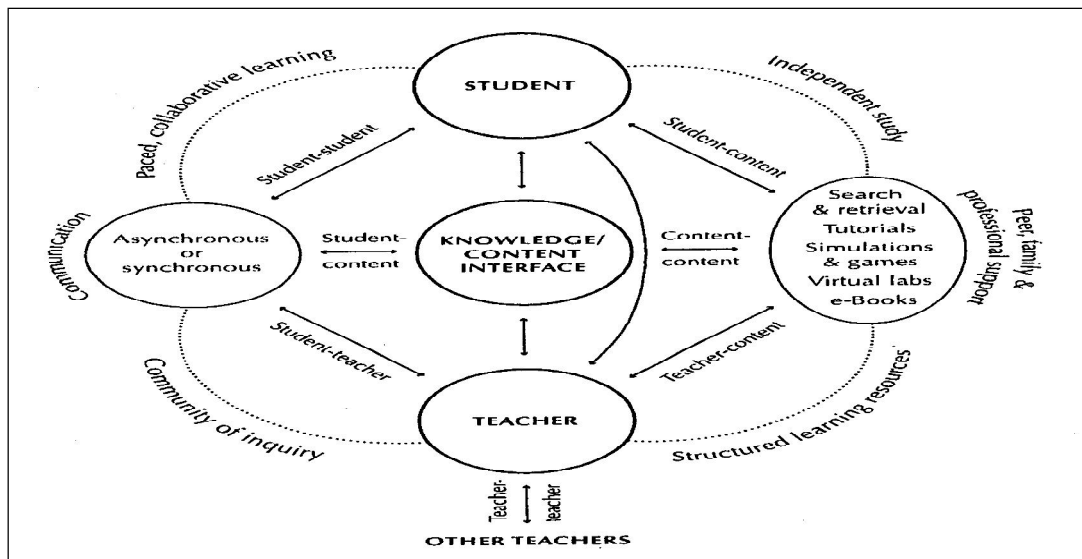 Paced, collaborative learning
STUDENT
Independent study
Student-student
Student-content
Communication
Asynchronous
or
synchronous
Student-
content
KNOWLEDGE/
CONTENT
INTERFACE
Content-
content
Search
& retrieval
Tutorials
Simulations
& games
Virtual labs
e-Books
Peer, family &
professional support
Student-teacher
Teacher-content
Community of inquiry
TEACHER
Structured learning resources
Teacher-
teacher
OTHER TEACHERS